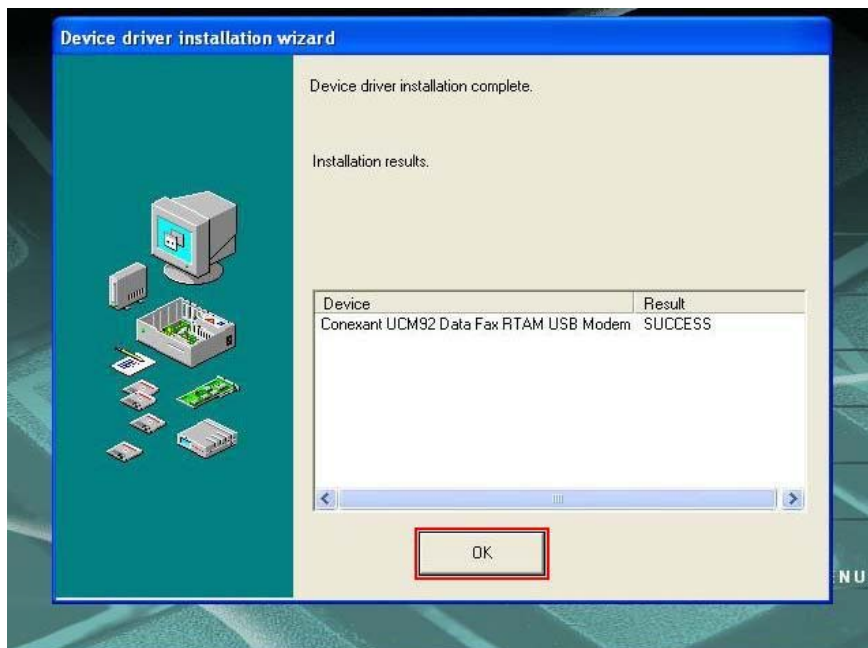 Device driver installation wizard
Device driver installation complete.
Installation results.
Device Result
Conexant UCM92 Data Fax RTAM USB Modem SUCCESS
OK
ENU